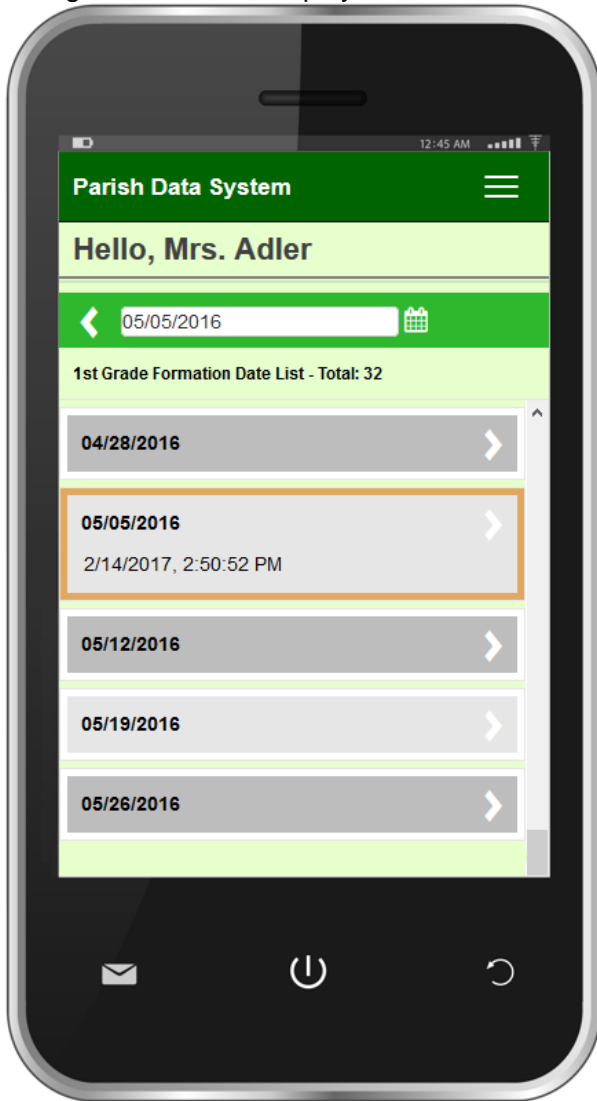 12:45 AM
Parish Data System
Hello, Mrs. Adler
05/05/2016
1st Grade Formation Date List - Total: 32
04/28/2016
05/05/2016
2/14/2017, 2:50:52 PM
05/12/2016
05/19/2016
05/26/2016